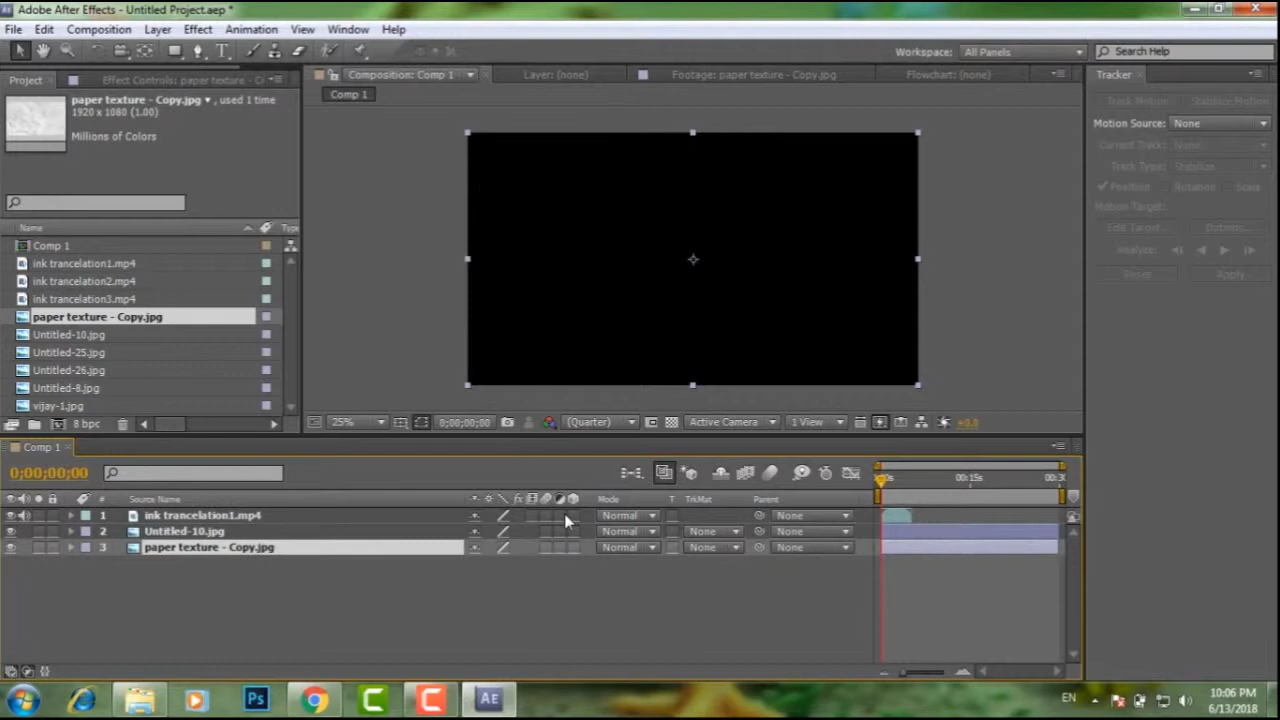 Adobe After Effects - Untitled Project.aep *
File Edit Composition Layer Effect Animation View Window Help
Workspace: All Panels Search Help
Project Effect Controls: paper texture - C
Composition: Comp 1 Layer: (none) Footage: paper texture - Copy.jpg Flowchart: (none)
Tracker
Comp 1
paper texture - Copy.jpg ▼ , used 1 time
1920 x 1080 (1.00)
Millions of Colors
Track Motion Stabilize Motion
Motion Source: None
Current Track: None
Track Type: Stabilize
Position Rotation Scale
Motion Target:
Edit Target... Options...
Analyze:
Reset Apply
Name Type
Comp 1
ink trancelation1.mp4
ink trancelation2.mp4
ink trancelation3.mp4
paper texture - Copy.jpg
Untitled-10.jpg
Untitled-25.jpg
Untitled-26.jpg
Untitled-8.jpg
vijay-1.jpg
8 bpc
25% 0;00;00;00 (Quarter) Active Camera 1 View +0.0
Comp 1
0;00;00;00
00:15s
# Source Name fx Mode T TrkMat Parent
1 ink trancelation1.mp4 Normal None
2 Untitled-10.jpg Normal None None
3 paper texture - Copy.jpg Normal None None
Ps Ae EN
10:06 PM
6/13/2018